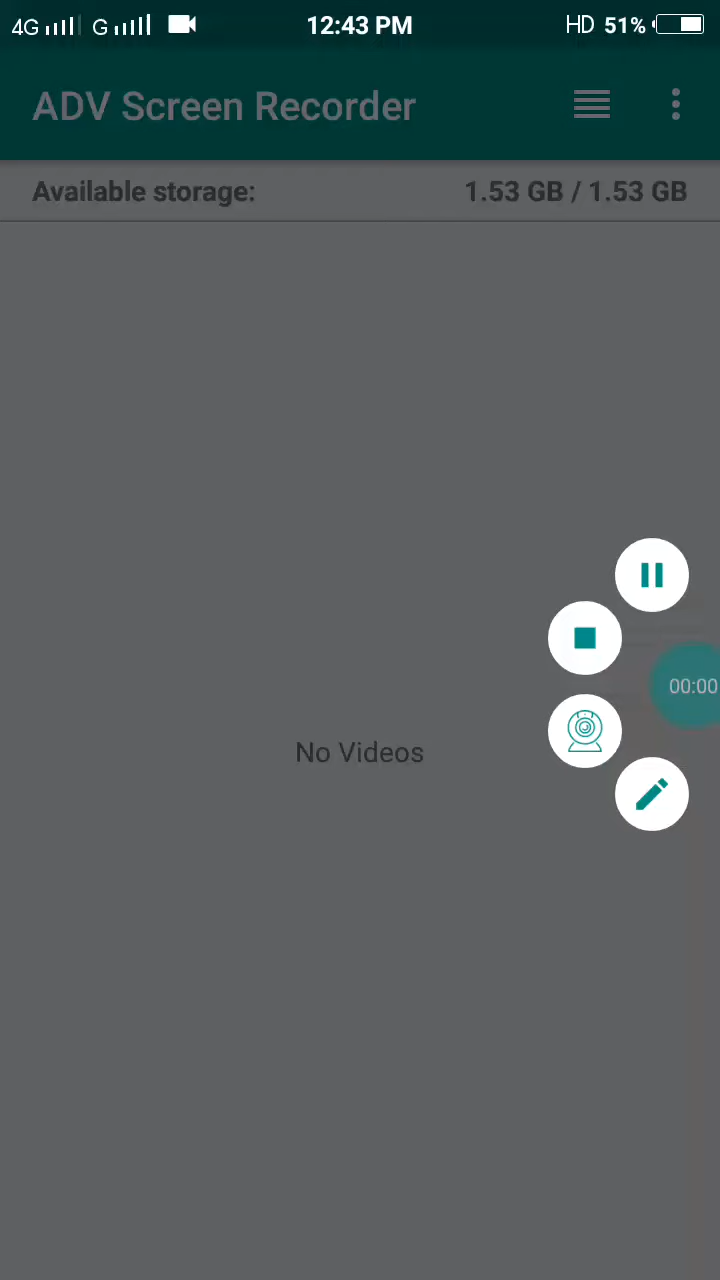 4G G 12:43 PM HD 51%
ADV Screen Recorder
Available storage: 1.53 GB / 1.53 GB
00:00
No Videos